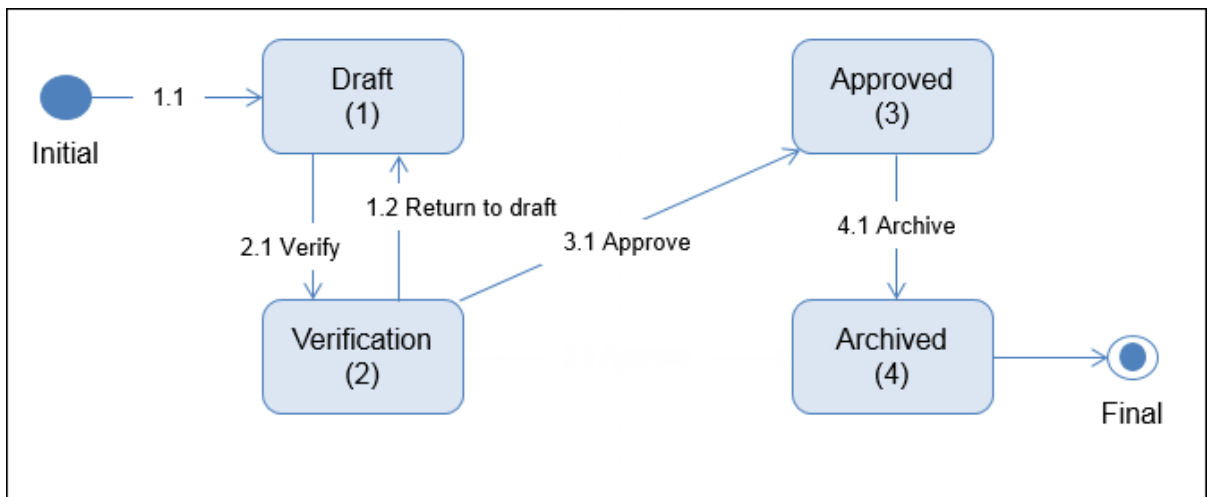 Draft
(1)
Approved
(3)
1.1
Initial
1.2 Return to draft
2.1 Verify
3.1 Approve
4.1 Archive
Verification
(2)
Archived
(4)
Final